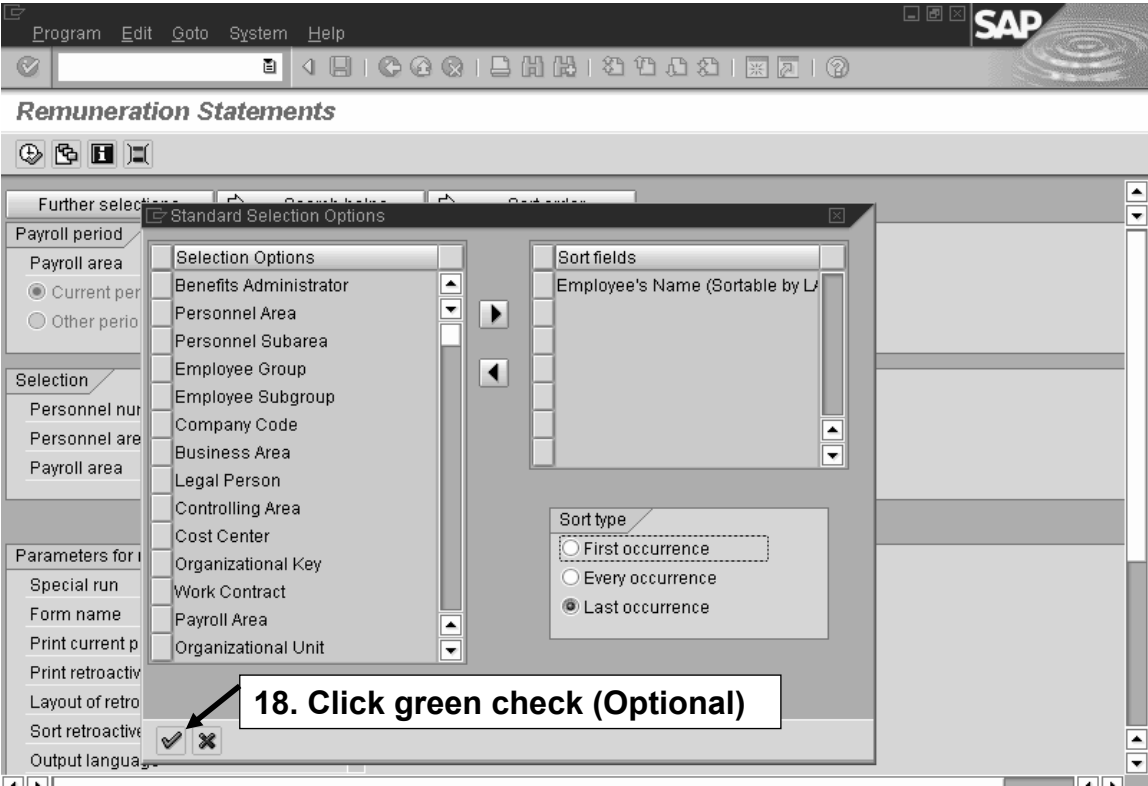 Program Edit Goto System Help
SAP
Remuneration Statements
Further selections Search helps Sort order
Standard Selection Options
Payroll period
Payroll area
Current per
Other perio
Selection
Personnel nur
Personnel are
Payroll area
Parameters for
Special run
Form name
Print current p
Print retroactiv
Layout of retro
Sort retroactive
Output language
Selection Options
Benefits Administrator
Personnel Area
Personnel Subarea
Employee Group
Employee Subgroup
Company Code
Business Area
Legal Person
Controlling Area
Cost Center
Organizational Key
Work Contract
Payroll Area
Organizational Unit
Sort fields
Employee's Name (Sortable by LA
Sort type
First occurrence
Every occurrence
Last occurrence
18. Click green check (Optional)